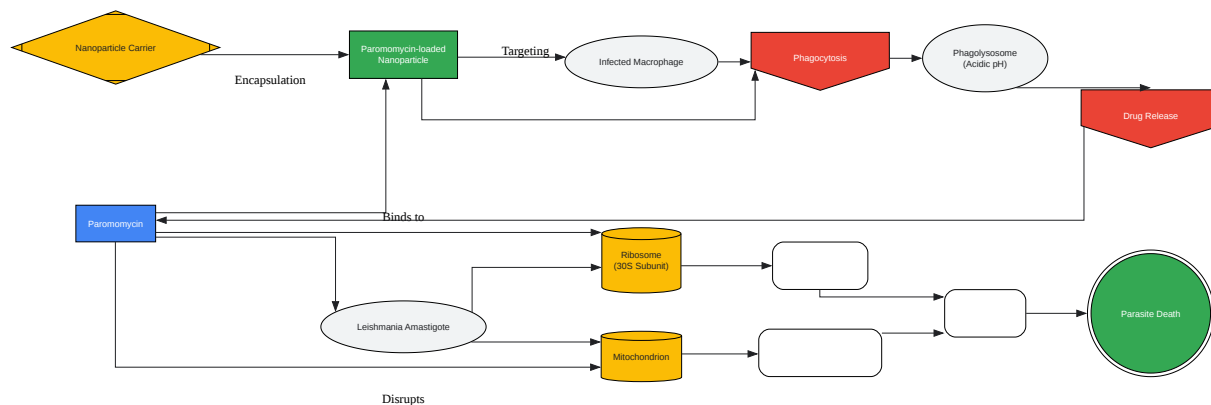 Nanoparticle Carrier
Encapsulation
Paromomycin-loaded
Nanoparticle
Targeting
Infected Macrophage
Phagocytosis
Phagolysosome
(Acidic pH)
Drug Release
Paromomycin
Binds to
Ribosome
(30S Subunit)
Leishmania Amastigote
Mitochondrion
Parasite Death
Disrupts